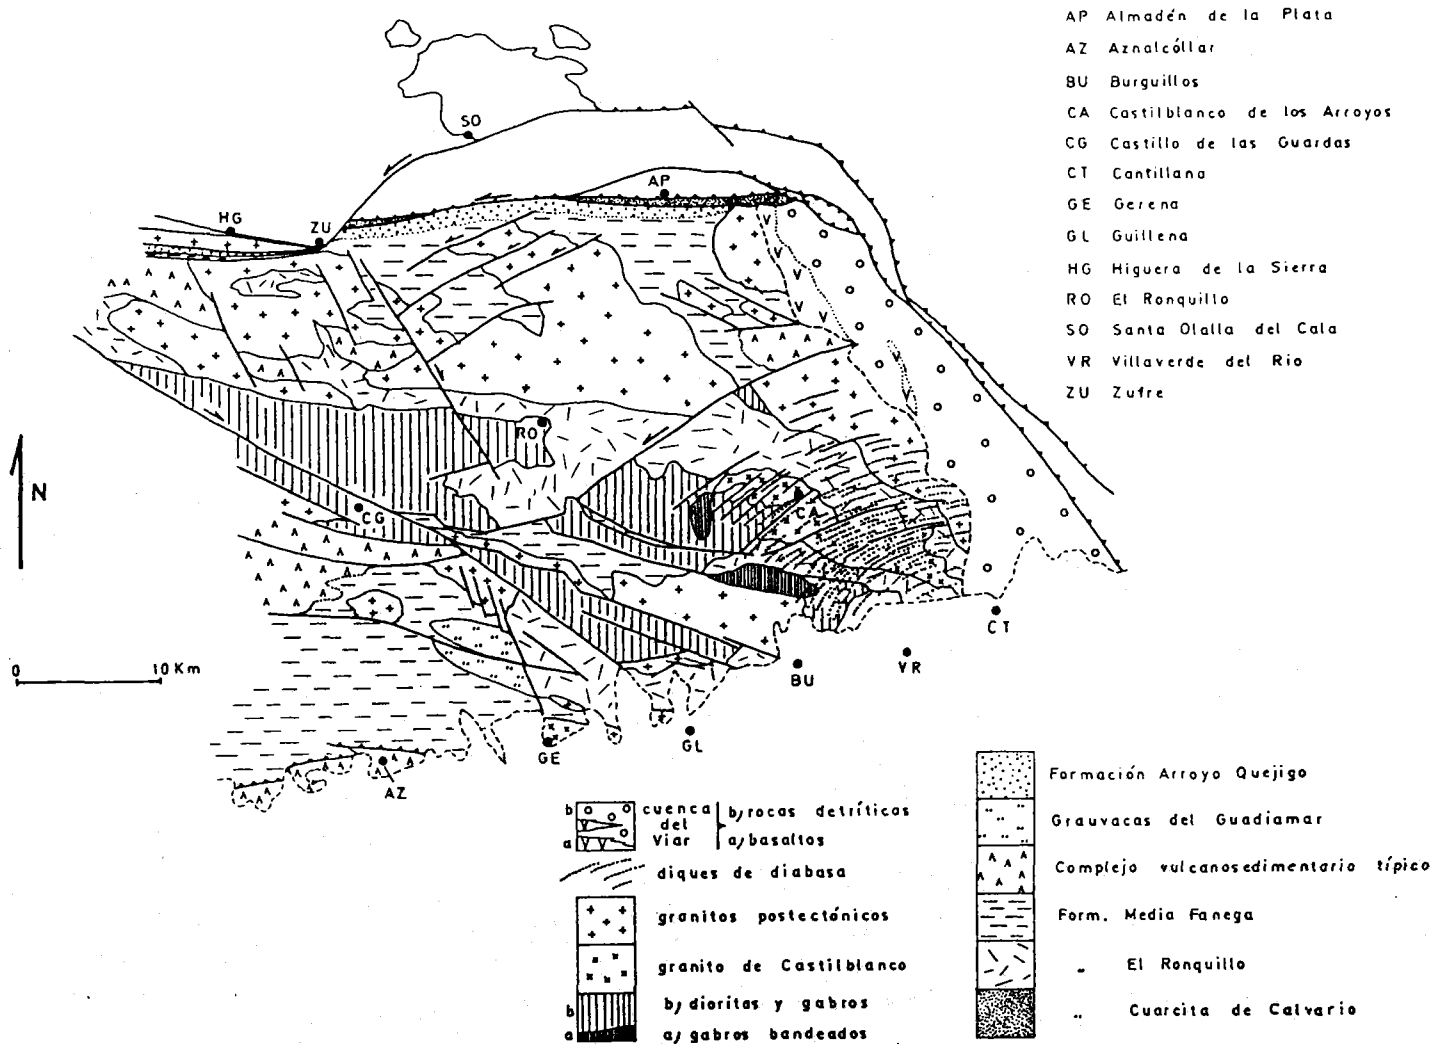 AP Almadén de la Plata
AZ Aznalcóllar
BU Burguillos
CA Castilblanco de los Arroyos
CG Castillo de las Guardas
CT Cantillana
GE Gerena
GL Guillena
HG Higuera de la Sierra
RO El Ronquillo
SO Santa Olalla del Cala
VR Villaverde del Rio
ZU Zufre
SO
AP
HG
ZU
RO
N
CG
CA
CT
0 10 Km
BU
VR
GE
GL
AZ
b cuenca b/rocas detríticas
del
a Viar a/basaltos
diques de diabasa
granitos postectónicos
granito de Castilblanco
b b/dioritas y gabros
a a/gabros bandeados
Formación Arroyo Quejigo
Grauvacas del Guadiamar
Complejo vulcanosedimentario típico
Form. Media Fanega
" El Ronquillo
" Cuarcita de Calvario